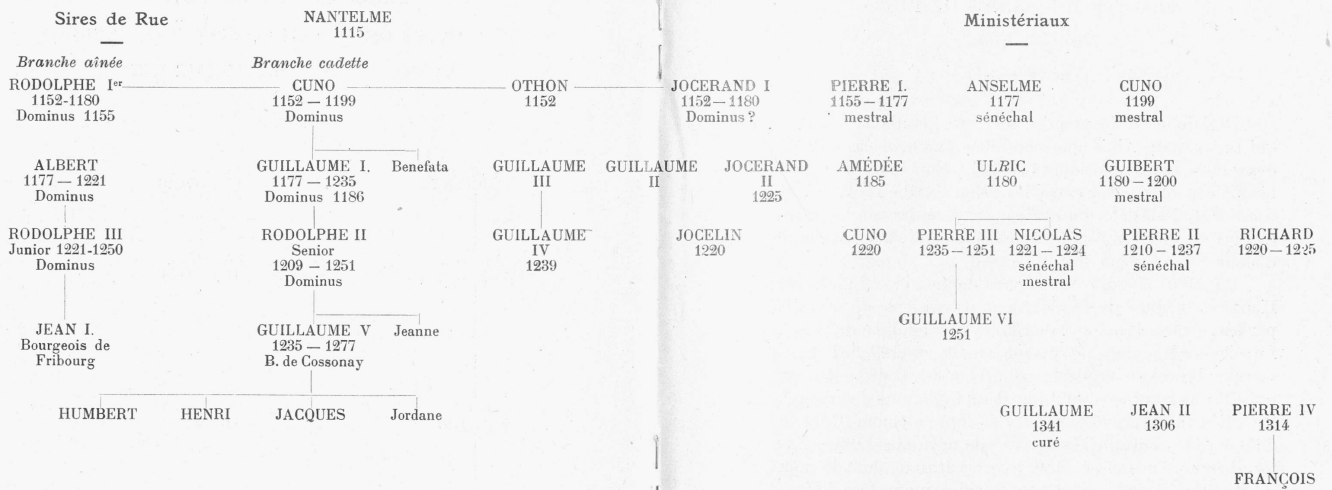 Sires de Rue
NANTELME
1115
Ministériaux
Branche aînée
Branche cadette
RODOLPHE Ier
1152-1180
Dominus 1155
CUNO
1152 — 1199
Dominus
OTHON
1152
JOCERAND I
1152 — 1180
Dominus ?
PIERRE I.
1155 — 1177
mestral
ANSELME
1177
sénéchal
CUNO
1199
mestral
ALBERT
1177 — 1221
Dominus
GUILLAUME I.
1177 — 1235
Dominus 1186
Benefata
GUILLAUME
III
GUILLAUME
II
JOCERAND
II
1225
AMÉDÉE
1185
ULRIC
1180
GUIBERT
1180 — 1200
mestral
RODOLPHE III
Junior 1221-1250
Dominus
RODOLPHE II
Senior
1209 — 1251
Dominus
GUILLAUME
IV
1239
JOCELIN
1220
CUNO
1220
PIERRE III
1235 — 1251
NICOLAS
1221 — 1224
sénéchal
mestral
PIERRE II
1210 — 1237
sénéchal
RICHARD
1220 — 1225
GUILLAUME VI
1251
JEAN I.
Bourgeois de
Fribourg
GUILLAUME V
1235 — 1277
B. de Cossonay
Jeanne
HUMBERT
HENRI
JACQUES
Jordane
GUILLAUME
1341
curé
JEAN II
1306
PIERRE IV
1314
FRANÇOIS